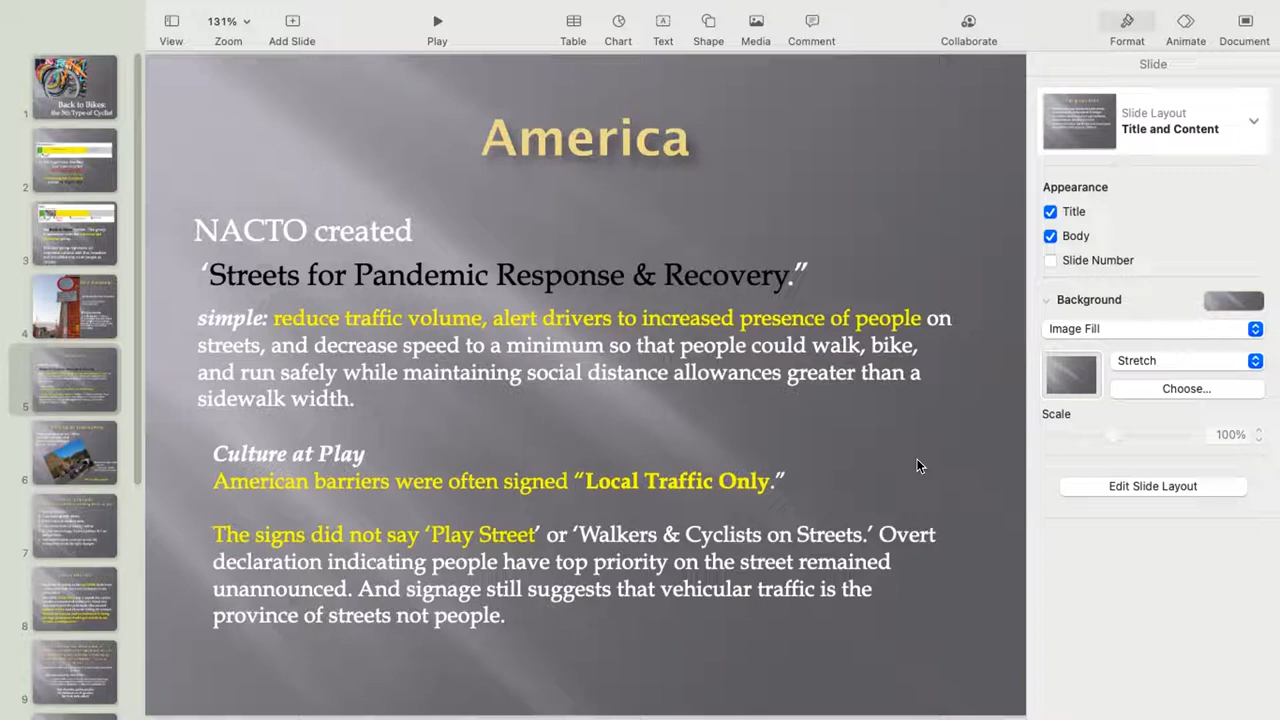 131%
View
Zoom
Add Slide
Play
Table
Chart
Text
Media
Shape
Comment
Collaborate
Format
Animate
Document
Slide
Slide Layout
Title and Content
Appearance
Title
Body
Slide Number
Background
Image Fill
Stretch
Choose...
Scale
100%
Edit Slide Layout
1
Back to Bikes:
the 5th Type of Cyclist
2
3
4
5
6
7
8
9
America
NACTO created
‘Streets for Pandemic Response & Recovery.”
simple: reduce traffic volume, alert drivers to increased presence of people on
streets, and decrease speed to a minimum so that people could walk, bike,
and run safely while maintaining social distance allowances greater than a
sidewalk width.
Culture at Play
American barriers were often signed “Local Traffic Only.”
The signs did not say ‘Play Street’ or ‘Walkers & Cyclists on Streets.’ Overt
declaration indicating people have top priority on the street remained
unannounced. And signage still suggests that vehicular traffic is the
province of streets not people.